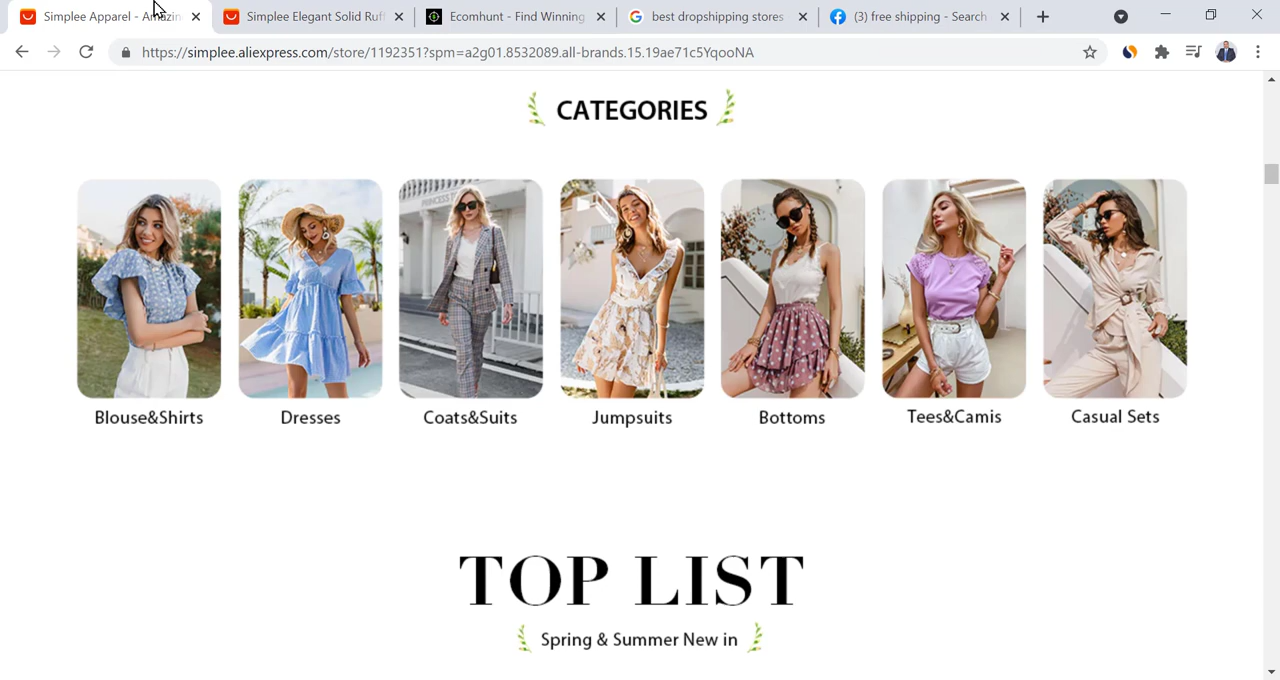 Simplee Apparel - Amazin
Simplee Elegant Solid Ruff
Ecomhunt - Find Winning
best dropshipping stores
(3) free shipping - Search
https://simplee.aliexpress.com/store/1192351?spm=a2g01.8532089.all-brands.15.19ae71c5YqooNA
CATEGORIES
Blouse&Shirts
Dresses
Coats&Suits
Jumpsuits
Bottoms
Tees&Camis
Casual Sets
TOP LIST
Spring & Summer New in